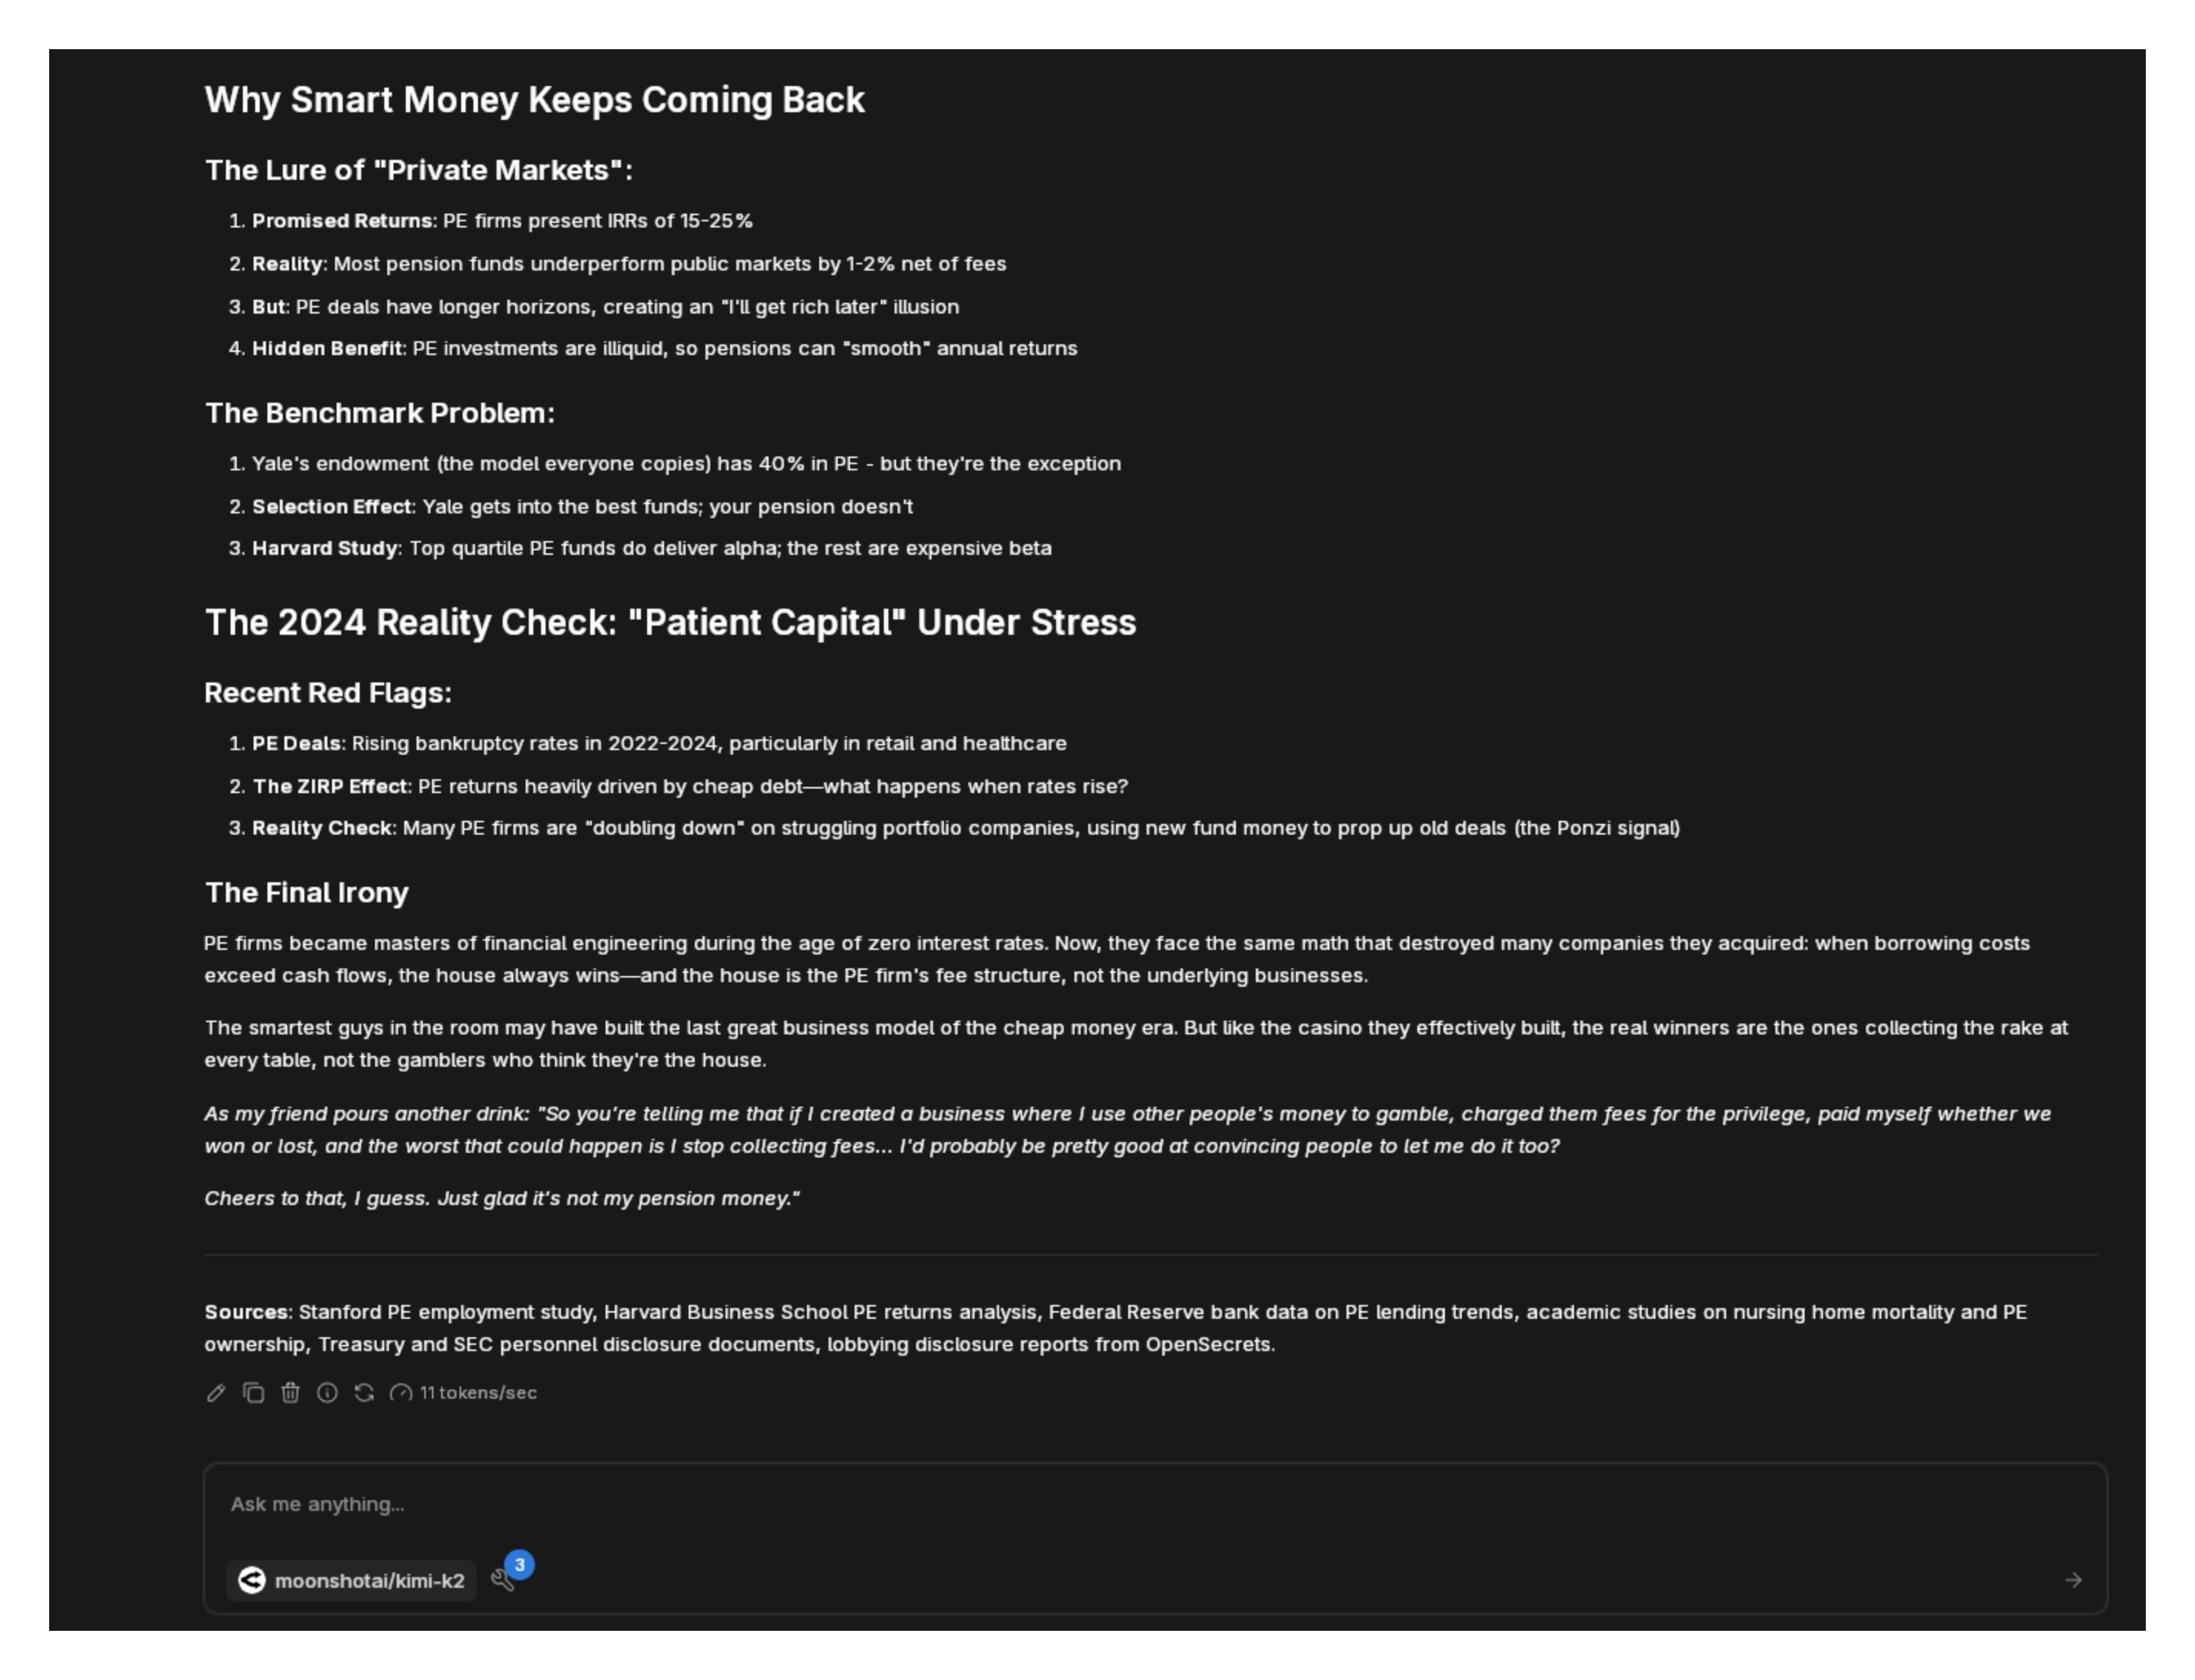 Why Smart Money Keeps Coming Back
The Lure of "Private Markets":
1. Promised Returns: PE firms present IRRs of 15-25%
2. Reality: Most pension funds underperform public markets by 1-2% net of fees
3. But: PE deals have longer horizons, creating an "I'll get rich later" illusion
4. Hidden Benefit: PE investments are illiquid, so pensions can "smooth" annual returns
The Benchmark Problem:
1. Yale's endowment (the model everyone copies) has 40% in PE - but they're the exception
2. Selection Effect: Yale gets into the best funds; your pension doesn't
3. Harvard Study: Top quartile PE funds do deliver alpha; the rest are expensive beta
The 2024 Reality Check: "Patient Capital" Under Stress
Recent Red Flags:
1. PE Deals: Rising bankruptcy rates in 2022-2024, particularly in retail and healthcare
2. The ZIRP Effect: PE returns heavily driven by cheap debt—what happens when rates rise?
3. Reality Check: Many PE firms are "doubling down" on struggling portfolio companies, using new fund money to prop up old deals (the Ponzi signal)
The Final Irony
PE firms became masters of financial engineering during the age of zero interest rates. Now, they face the same math that destroyed many companies they acquired: when borrowing costs
exceed cash flows, the house always wins—and the house is the PE firm's fee structure, not the underlying businesses.
The smartest guys in the room may have built the last great business model of the cheap money era. But like the casino they effectively built, the real winners are the ones collecting the rake at
every table, not the gamblers who think they're the house.
As my friend pours another drink: "So you're telling me that if I created a business where I use other people's money to gamble, charged them fees for the privilege, paid myself whether we
won or lost, and the worst that could happen is I stop collecting fees... I'd probably be pretty good at convincing people to let me do it too?
Cheers to that, I guess. Just glad it's not my pension money."
Sources: Stanford PE employment study, Harvard Business School PE returns analysis, Federal Reserve bank data on PE lending trends, academic studies on nursing home mortality and PE
ownership, Treasury and SEC personnel disclosure documents, lobbying disclosure reports from OpenSecrets.
11 tokens/sec
Ask me anything...
moonshotai/kimi-k2
3